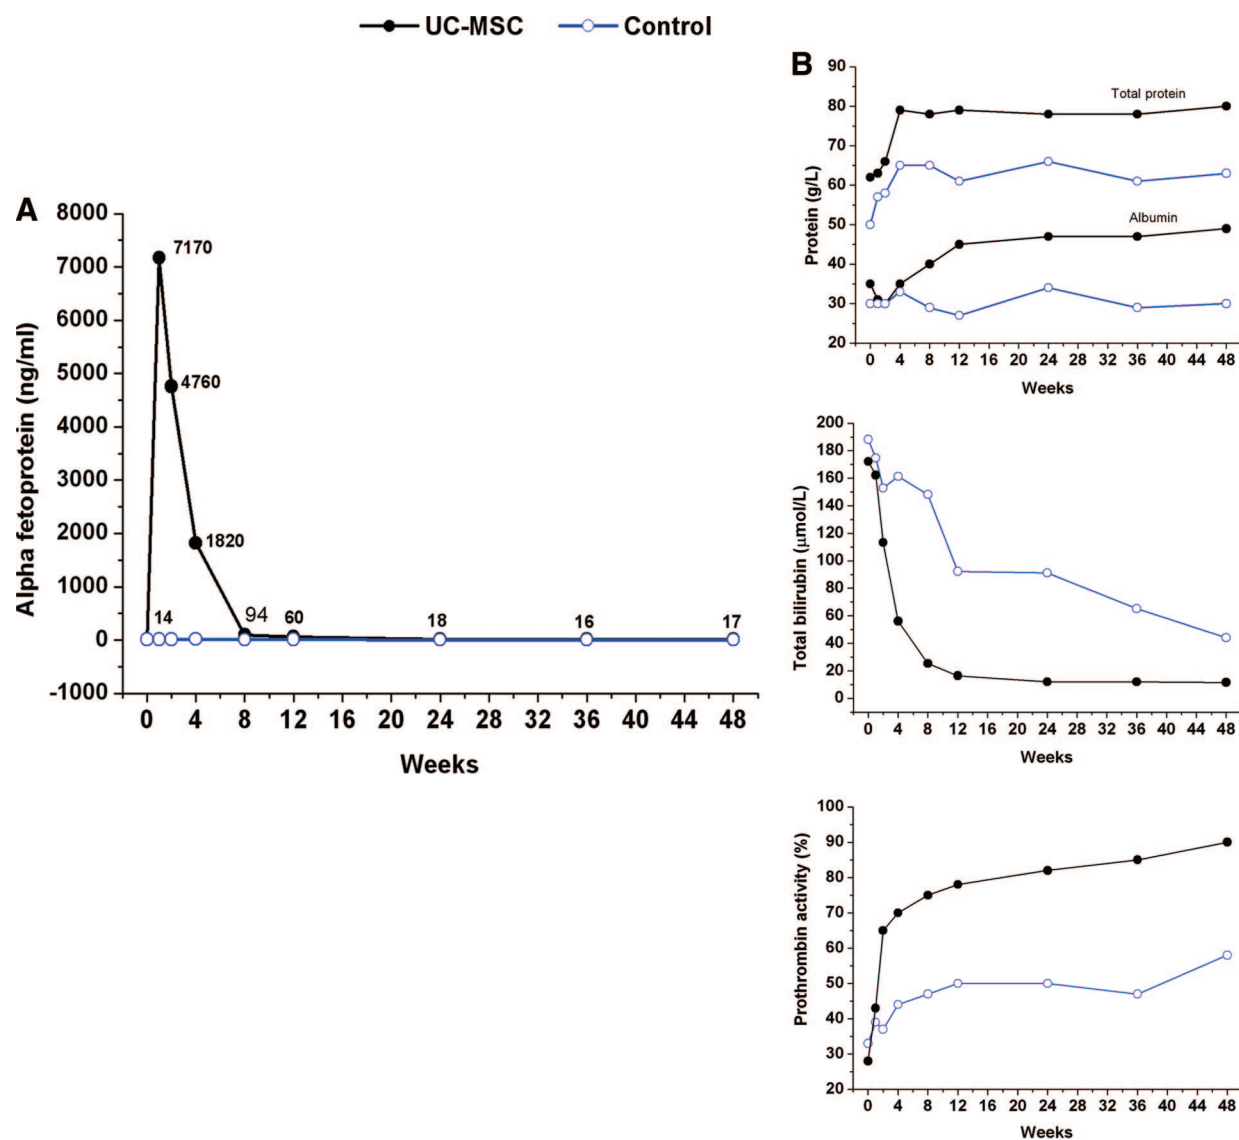 UC-MSC Control
A
8000
7000
6000
5000
4000
3000
2000
1000
0
-1000
Alpha fetoprotein (ng/ml)
7170
4760
1820
14 94 60 18 16 17
0 4 8 12 16 20 24 28 32 36 40 44 48
Weeks
B
90
80
70
60
50
40
30
20
Protein (g/L)
Total protein
Albumin
0 4 8 12 16 20 24 28 32 36 40 44 48
Weeks
200
180
160
140
120
100
80
60
40
20
0
Total bilirubin (μmol/L)
0 4 8 12 16 20 24 28 32 36 40 44 48
Weeks
100
90
80
70
60
50
40
30
20
Prothrombin activity (%)
0 4 8 12 16 20 24 28 32 36 40 44 48
Weeks